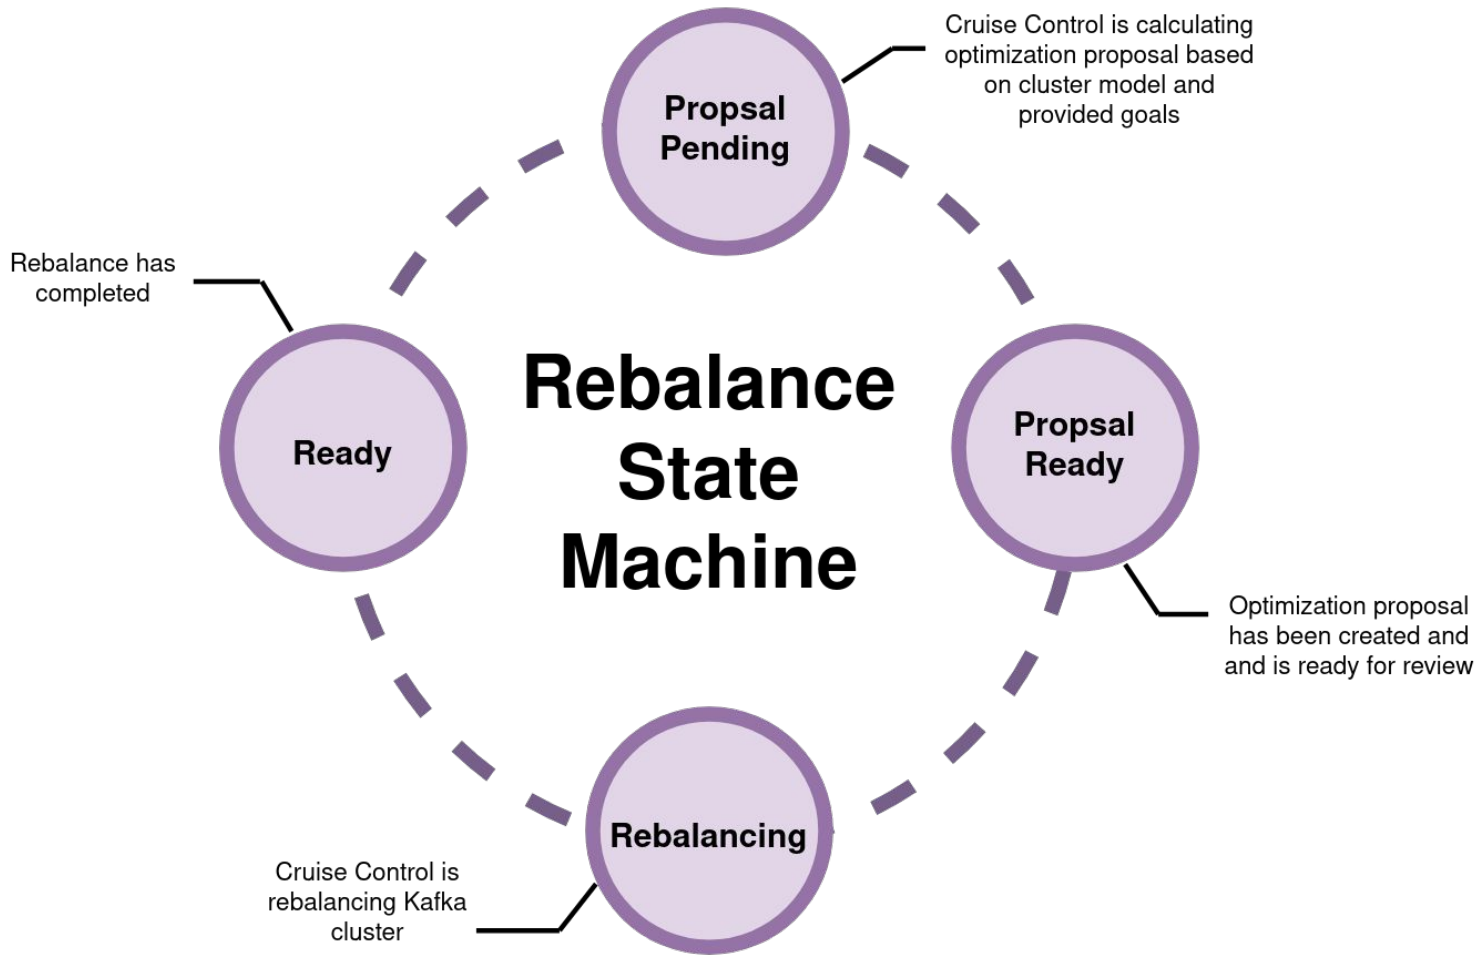 Cruise Control is calculating
optimization proposal based
on cluster model and
provided goals
Propsal
Pending
Rebalance has
completed
Ready
Rebalance
State
Machine
Propsal
Ready
Optimization proposal
has been created and
and is ready for review
Rebalancing
Cruise Control is
rebalancing Kafka
cluster